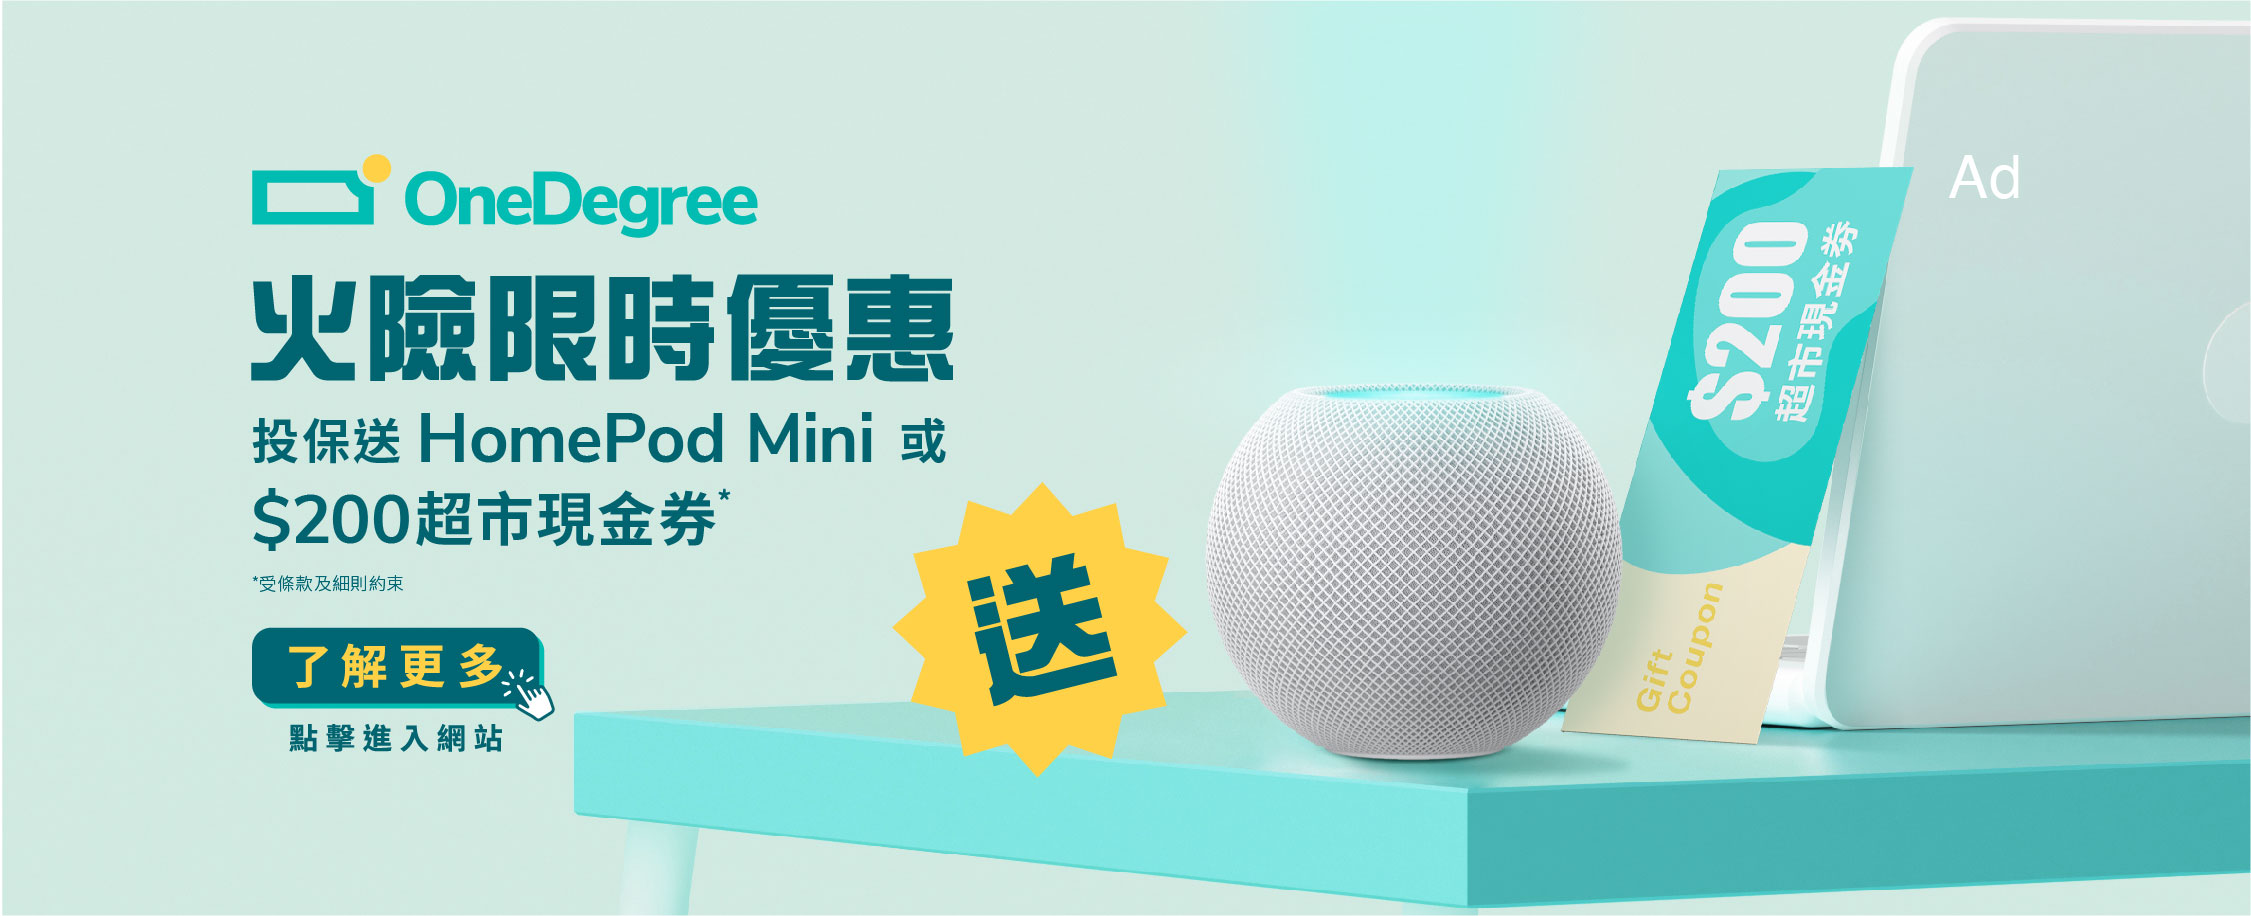 OneDegree
火險限時優惠
投保送 HomePod Mini 或
$200超市現金券*
*受條款及細則約束
了解更多
點擊進入網站
送
$200
超市現金券
Gift
Coupon
Ad